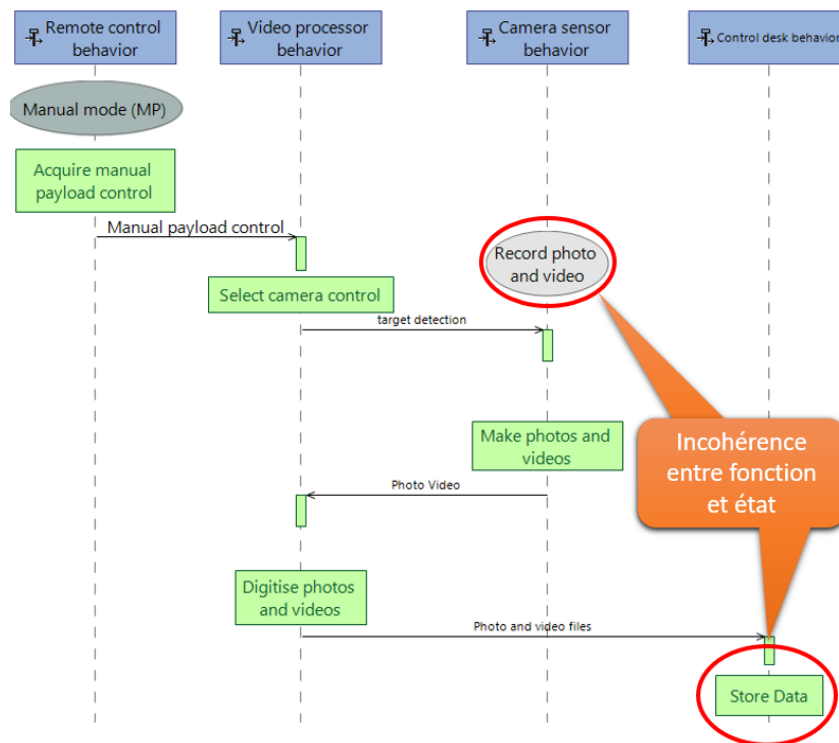 Remote control
behavior
Video processor
behavior
Camera sensor
behavior
Control desk behavior
Manual mode (MP)
Acquire manual
payload control
Manual payload control
Record photo
and video
Select camera control
target detection
Make photos and
videos
Incohérence
entre fonction
et état
Photo Video
Digitise photos
and videos
Photo and video files
Store Data